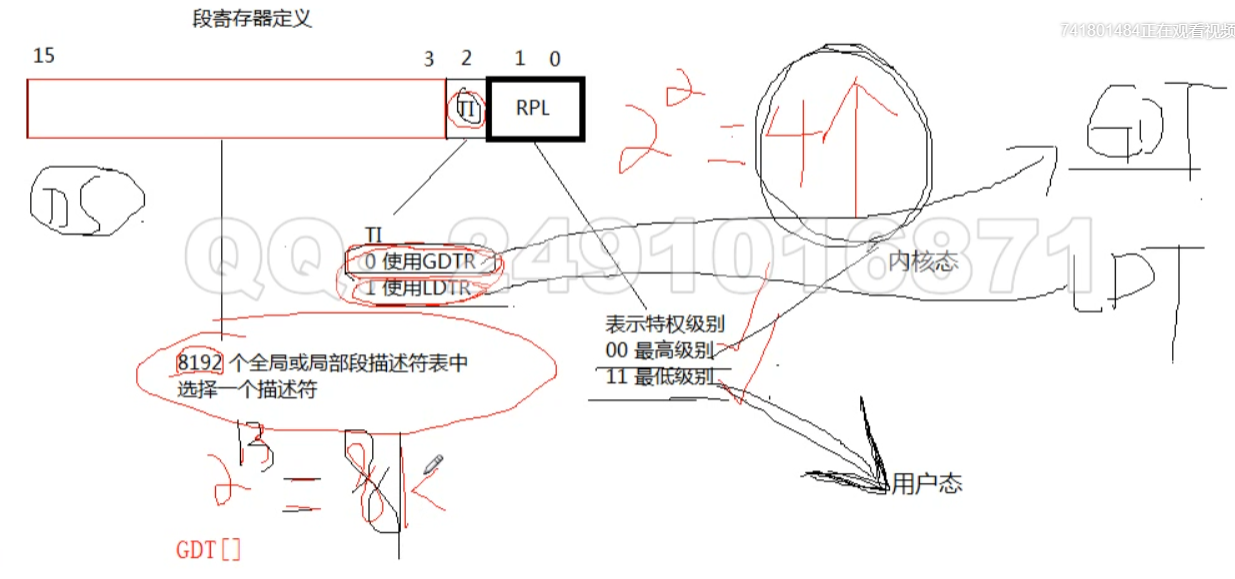 741801484正在观看视频
段寄存器定义
15 3 2 1 0
TI RPL
2² = 4个
GDT
DS
QQ:2491016871
TI
0 使用GDTR
1 使用LDTR
内核态
LDT
表示特权级别
00 最高级别
11 最低级别
8192 个全局或局部段描述符表中
选择一个描述符
2¹³ = 8K
用户态
GDT[]